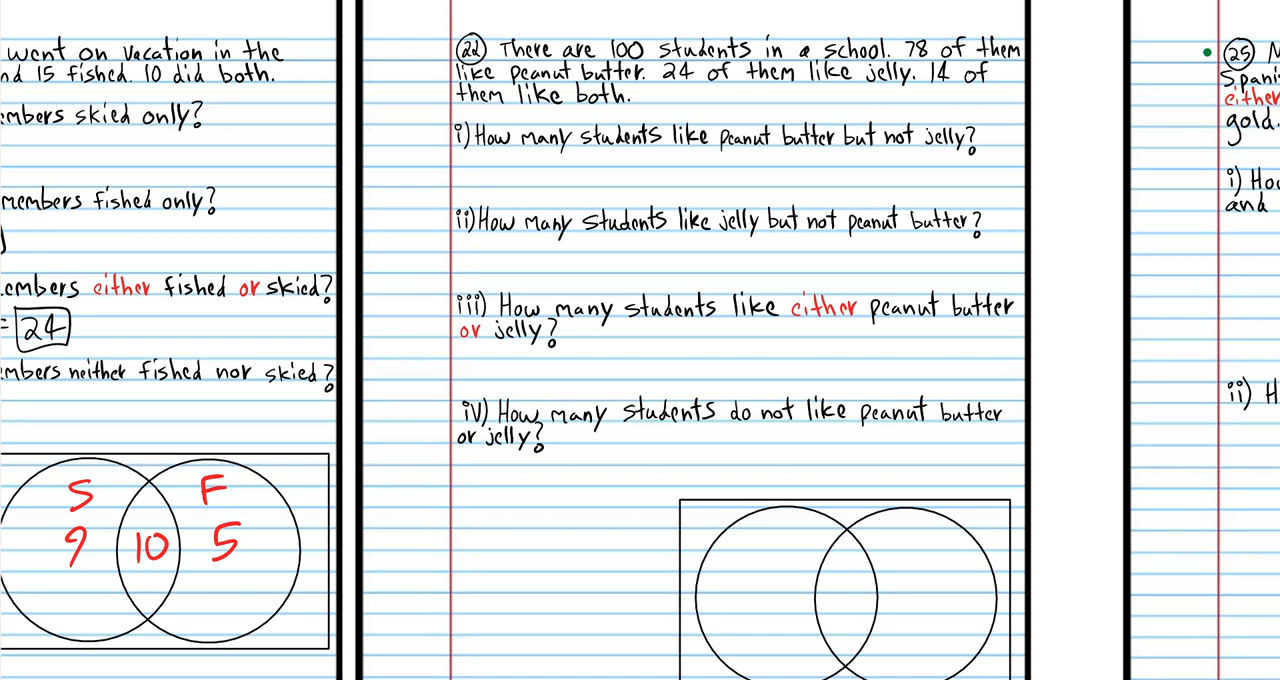 went on vacation in the
nd 15 fished. 10 did both.
embers skied only?
members fished only?
embers either fished or skied?
= 24
mbers neither fished nor skied?
S F
9 10 5
22 There are 100 students in a school. 78 of them
like peanut butter. 24 of them like jelly. 14 of
them like both.
i) How many students like peanut butter but not jelly?
ii) How many students like jelly but not peanut butter?
iii) How many students like either peanut butter
or jelly?
iv) How many students do not like peanut butter
or jelly?
25
Spani
either
gold.
i) Ho
and
ii) H